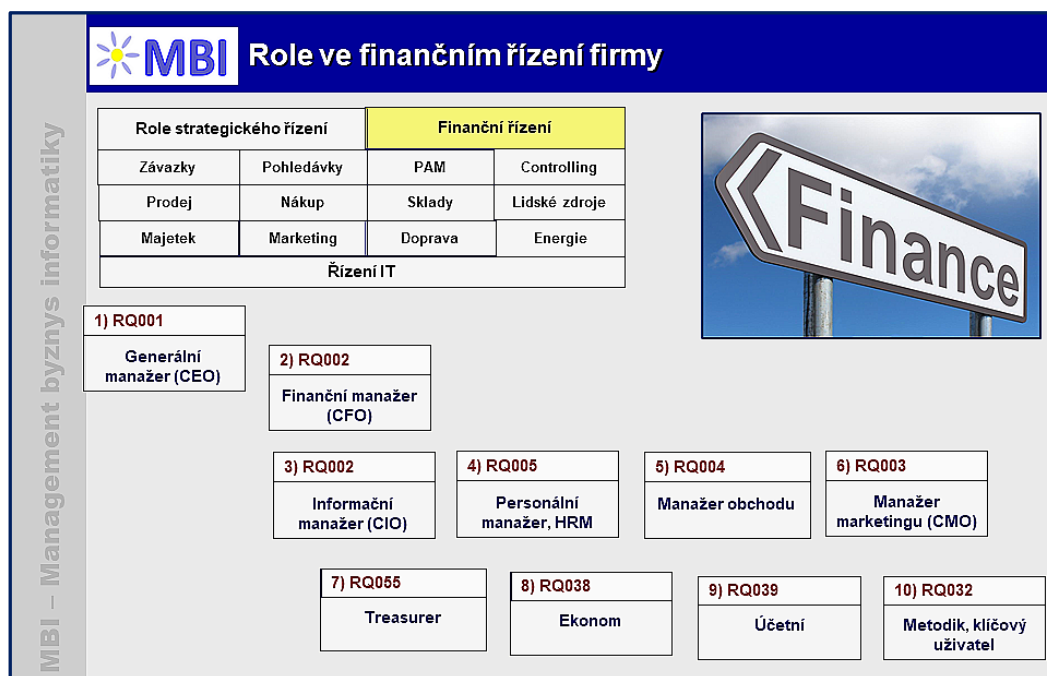 MBI
Role ve finančním řízení firmy
MBI – Management byznys informatiky
Role strategického řízení
Finanční řízení
Závazky
Pohledávky
PAM
Controlling
Prodej
Nákup
Sklady
Lidské zdroje
Majetek
Marketing
Doprava
Energie
Řízení IT
Finance
1) RQ001
Generální
manažer (CEO)
2) RQ002
Finanční manažer
(CFO)
3) RQ002
Informační
manažer (CIO)
4) RQ005
Personální
manažer, HRM
5) RQ004
Manažer obchodu
6) RQ003
Manažer
marketingu (CMO)
7) RQ055
Treasurer
8) RQ038
Ekonom
9) RQ039
Účetní
10) RQ032
Metodik, klíčový
uživatel